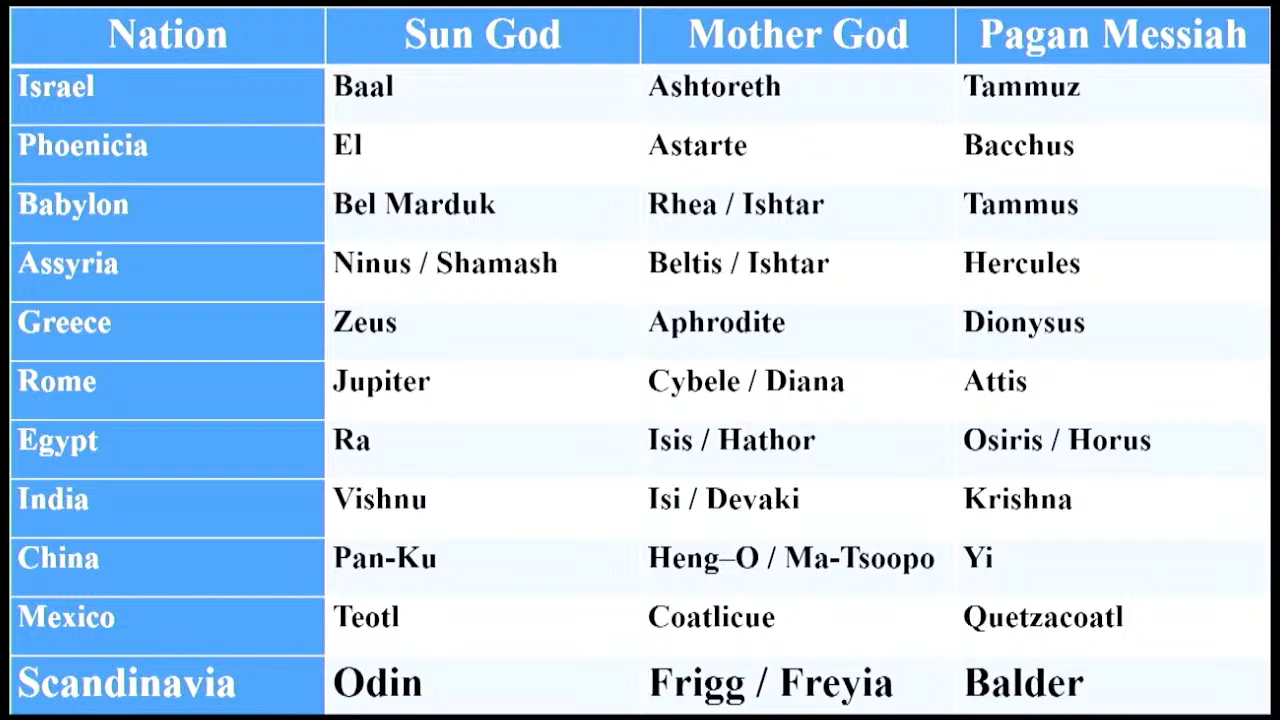 Nation Sun God Mother God Pagan Messiah
Israel Baal Ashtoreth Tammuz
Phoenicia El Astarte Bacchus
Babylon Bel Marduk Rhea / Ishtar Tammus
Assyria Ninus / Shamash Beltis / Ishtar Hercules
Greece Zeus Aphrodite Dionysus
Rome Jupiter Cybele / Diana Attis
Egypt Ra Isis / Hathor Osiris / Horus
India Vishnu Isi / Devaki Krishna
China Pan-Ku Heng–O / Ma-Tsoopo Yi
Mexico Teotl Coatlicue Quetzacoatl
Scandinavia Odin Frigg / Freyia Balder